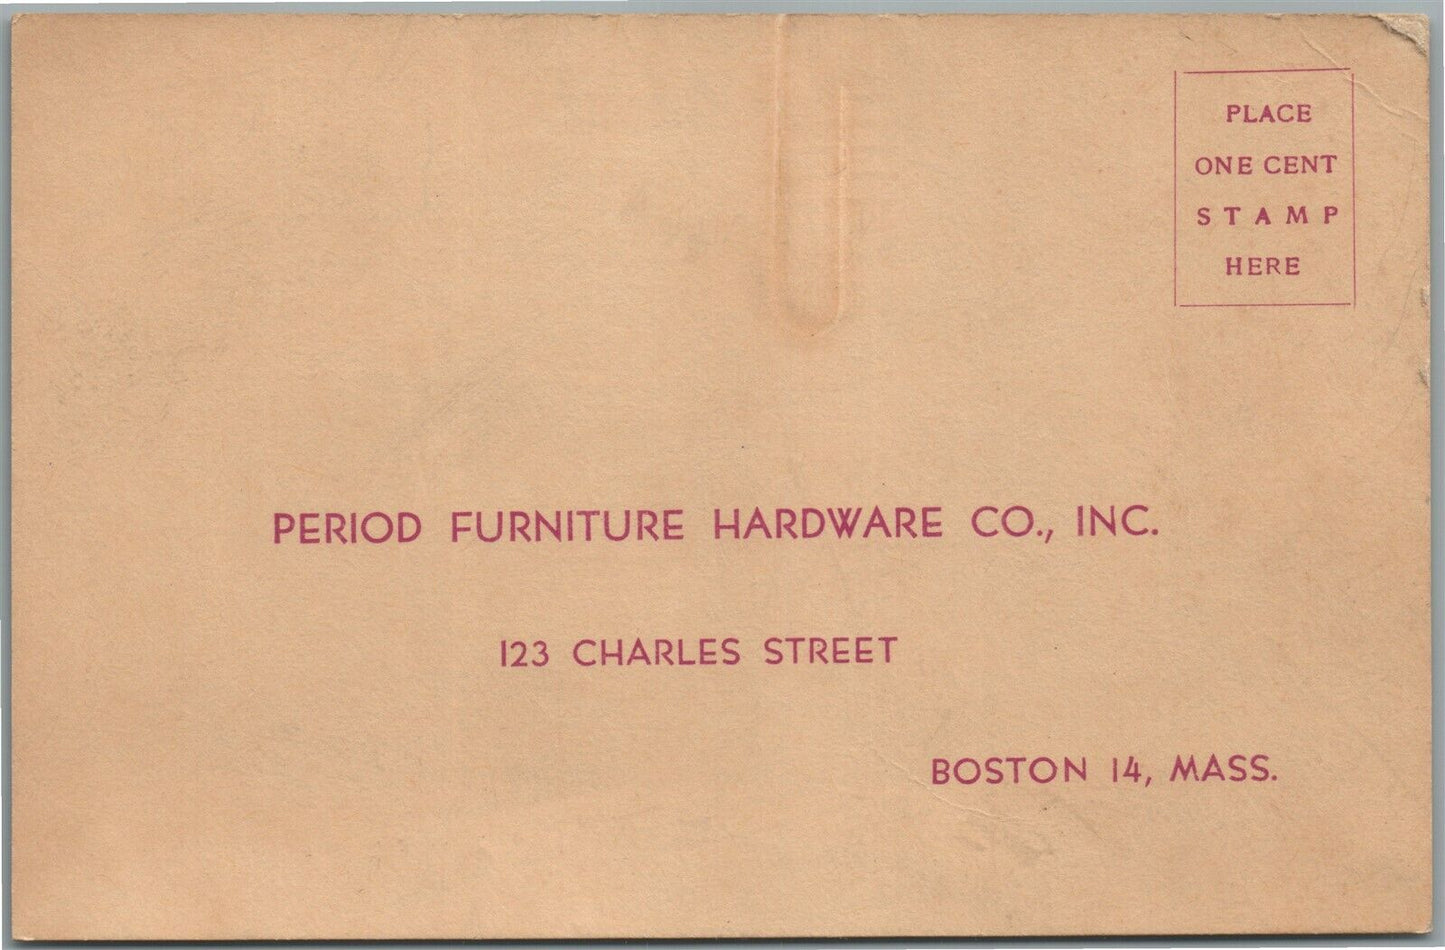 PLACE
ONE CENT
STAMP
HERE
PERIOD FURNITURE HARDWARE CO., INC.
123 CHARLES STREET
BOSTON 14, MASS.